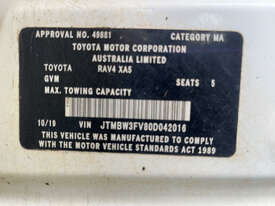 APPROVAL NO. 49881 CATEGORY MA
TOYOTA MOTOR CORPORATION
AUSTRALIA LIMITED
TOYOTA RAV4 XA5
GVM SEATS 5
MAX. TOWING CAPACITY
10/19 VIN JTMBW3FV80D042016
THIS VEHICLE WAS MANUFACTURED TO COMPLY
WITH THE MOTOR VEHICLE STANDARDS ACT 1989